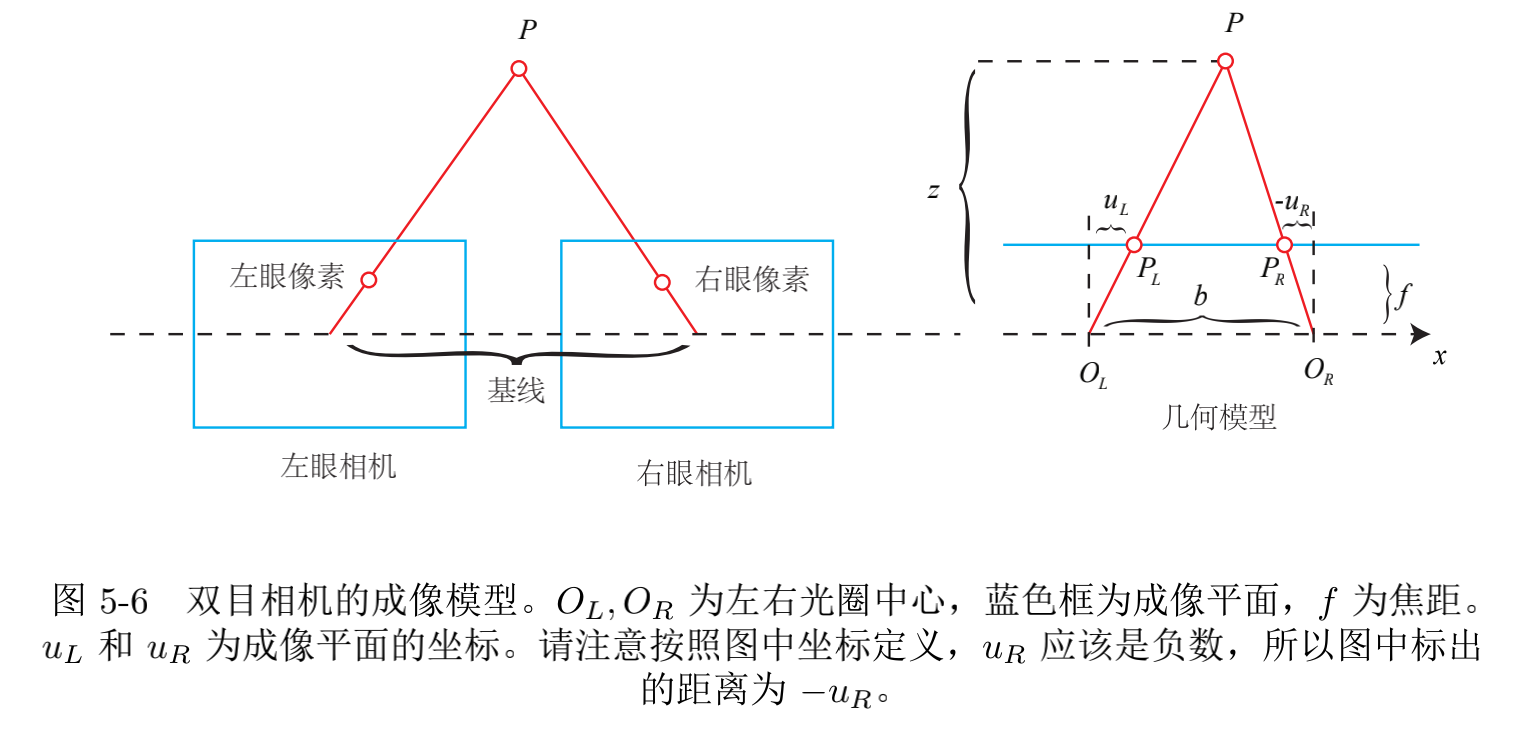 P
左眼像素
右眼像素
基线
左眼相机
右眼相机
P
z
u_L
-u_R
P_L
P_R
b
f
O_L
O_R
x
几何模型
图 5-6 双目相机的成像模型。O_L, O_R 为左右光圈中心，蓝色框为成像平面，f 为焦距。
u_L 和 u_R 为成像平面的坐标。请注意按照图中坐标定义，u_R 应该是负数，所以图中标出
的距离为 −u_R。